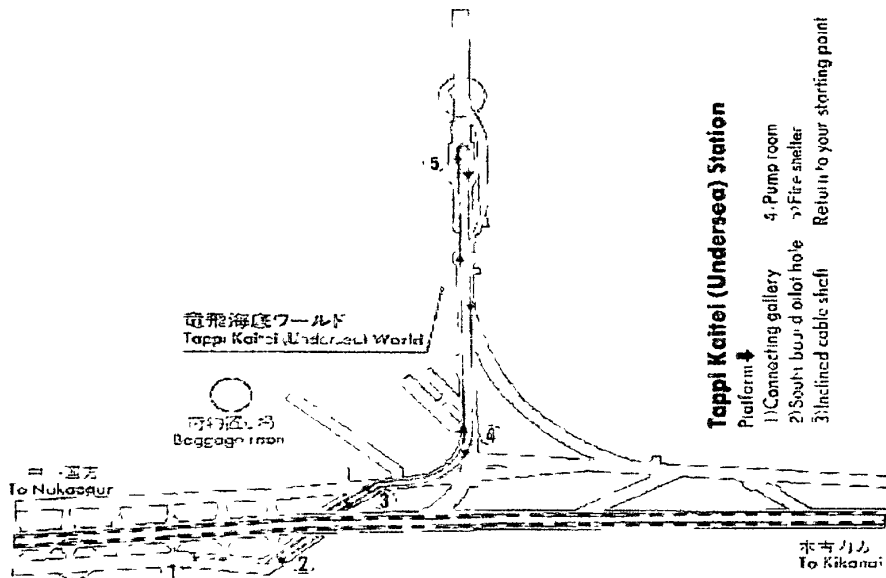 Tappi Kaitei (Undersea) Station
Platform
1) Connecting gallery
2) South bound pilot hole
3) Inclined cable shaft
4) Pump room
5) Fire shelter
Return to your starting point
5
竜飛海底ワールド
Tappi Kaitei (Undersea) World
Baggage room
4
To
3
2
1
To Kikonai